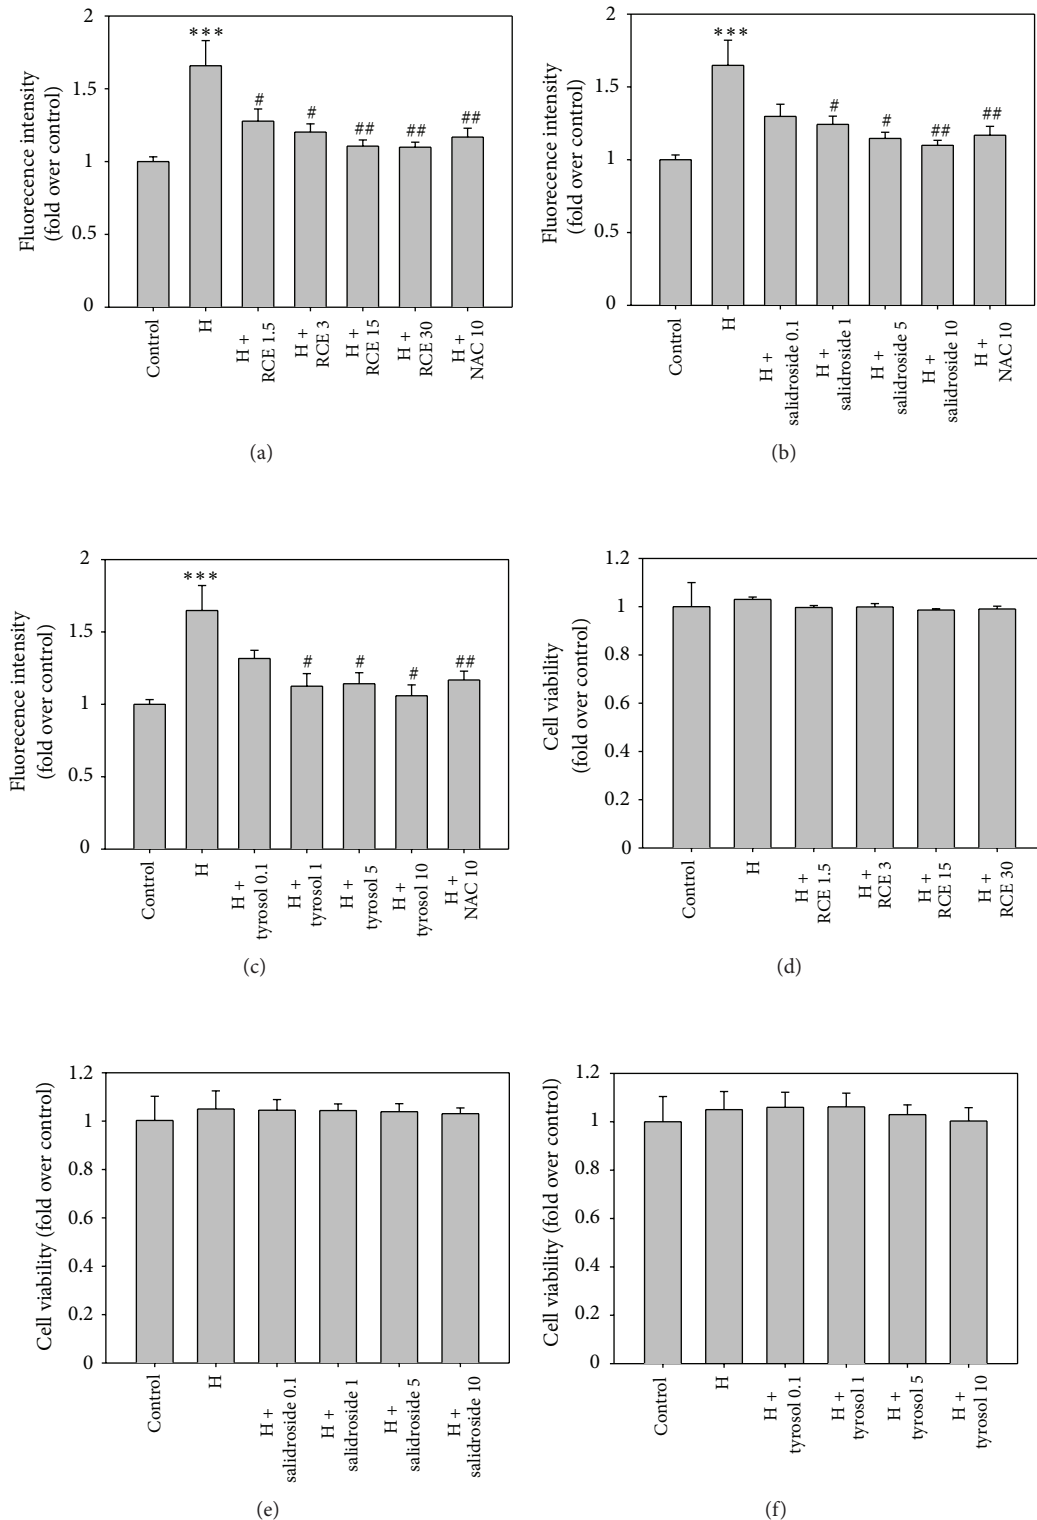 Fluorecence intensity
(fold over control)
2
1.5
1
0.5
0
***
#
#
##
##
##
Control
H
H +
RCE 1.5
H +
RCE 3
H +
RCE 15
H +
RCE 30
H +
NAC 10
(a)
Fluorecence intensity
(fold over control)
2
1.5
1
0.5
0
***
#
#
##
##
Control
H
H +
salidroside 0.1
H +
salidroside 1
H +
salidroside 5
H +
salidroside 10
H +
NAC 10
(b)
Fluorecence intensity
(fold over control)
2
1.5
1
0.5
0
***
#
#
#
##
Control
H
H +
tyrosol 0.1
H +
tyrosol 1
H +
tyrosol 5
H +
tyrosol 10
H +
NAC 10
(c)
Cell viability
(fold over control)
1.2
1
0.8
0.6
0.4
0.2
0
Control
H
H +
RCE 1.5
H +
RCE 3
H +
RCE 15
H +
RCE 30
(d)
Cell viability (fold over control)
1.2
1
0.8
0.6
0.4
0.2
0
Control
H
H +
salidroside 0.1
H +
salidroside 1
H +
salidroside 5
H +
salidroside 10
(e)
Cell viability (fold over control)
1.2
1
0.8
0.6
0.4
0.2
0
Control
H
H +
tyrosol 0.1
H +
tyrosol 1
H +
tyrosol 5
H +
tyrosol 10
(f)